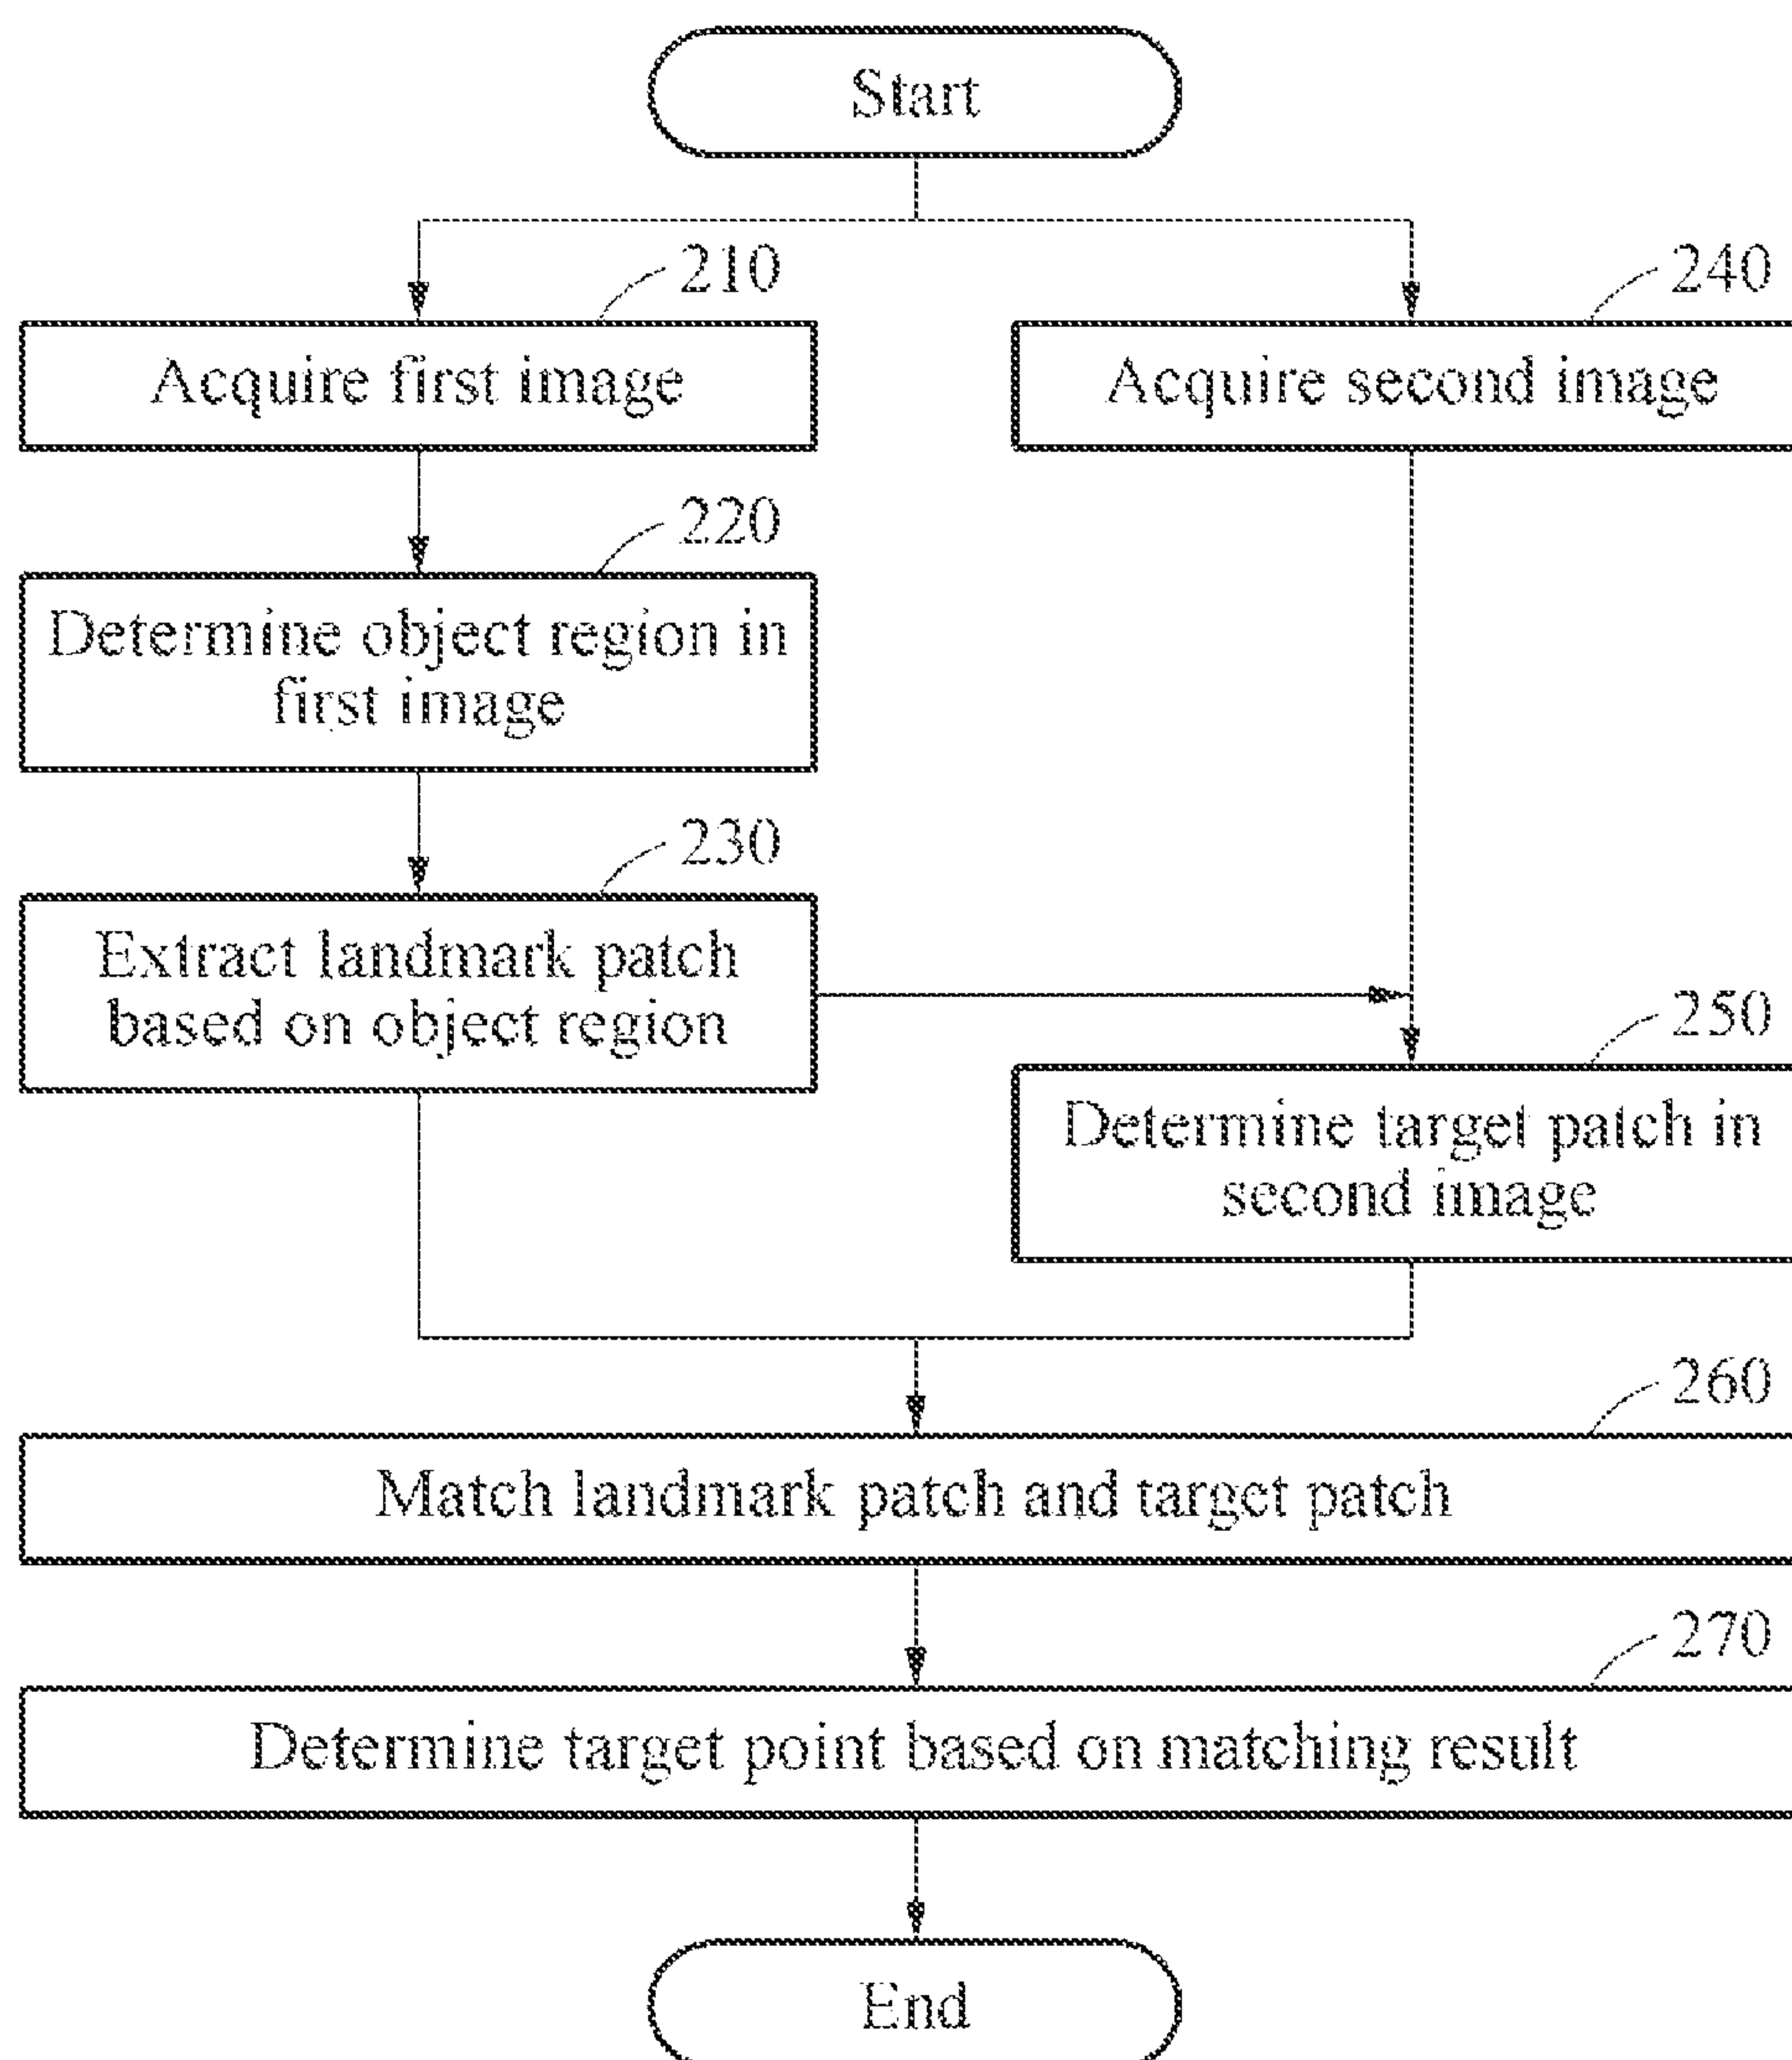 Start
210
Acquire first image
240
Acquire second image
220
Determine object region in
first image
230
Extract landmark patch
based on object region
250
Determine target patch in
second image
260
Match landmark patch and target patch
270
Determine target point based on matching result
End